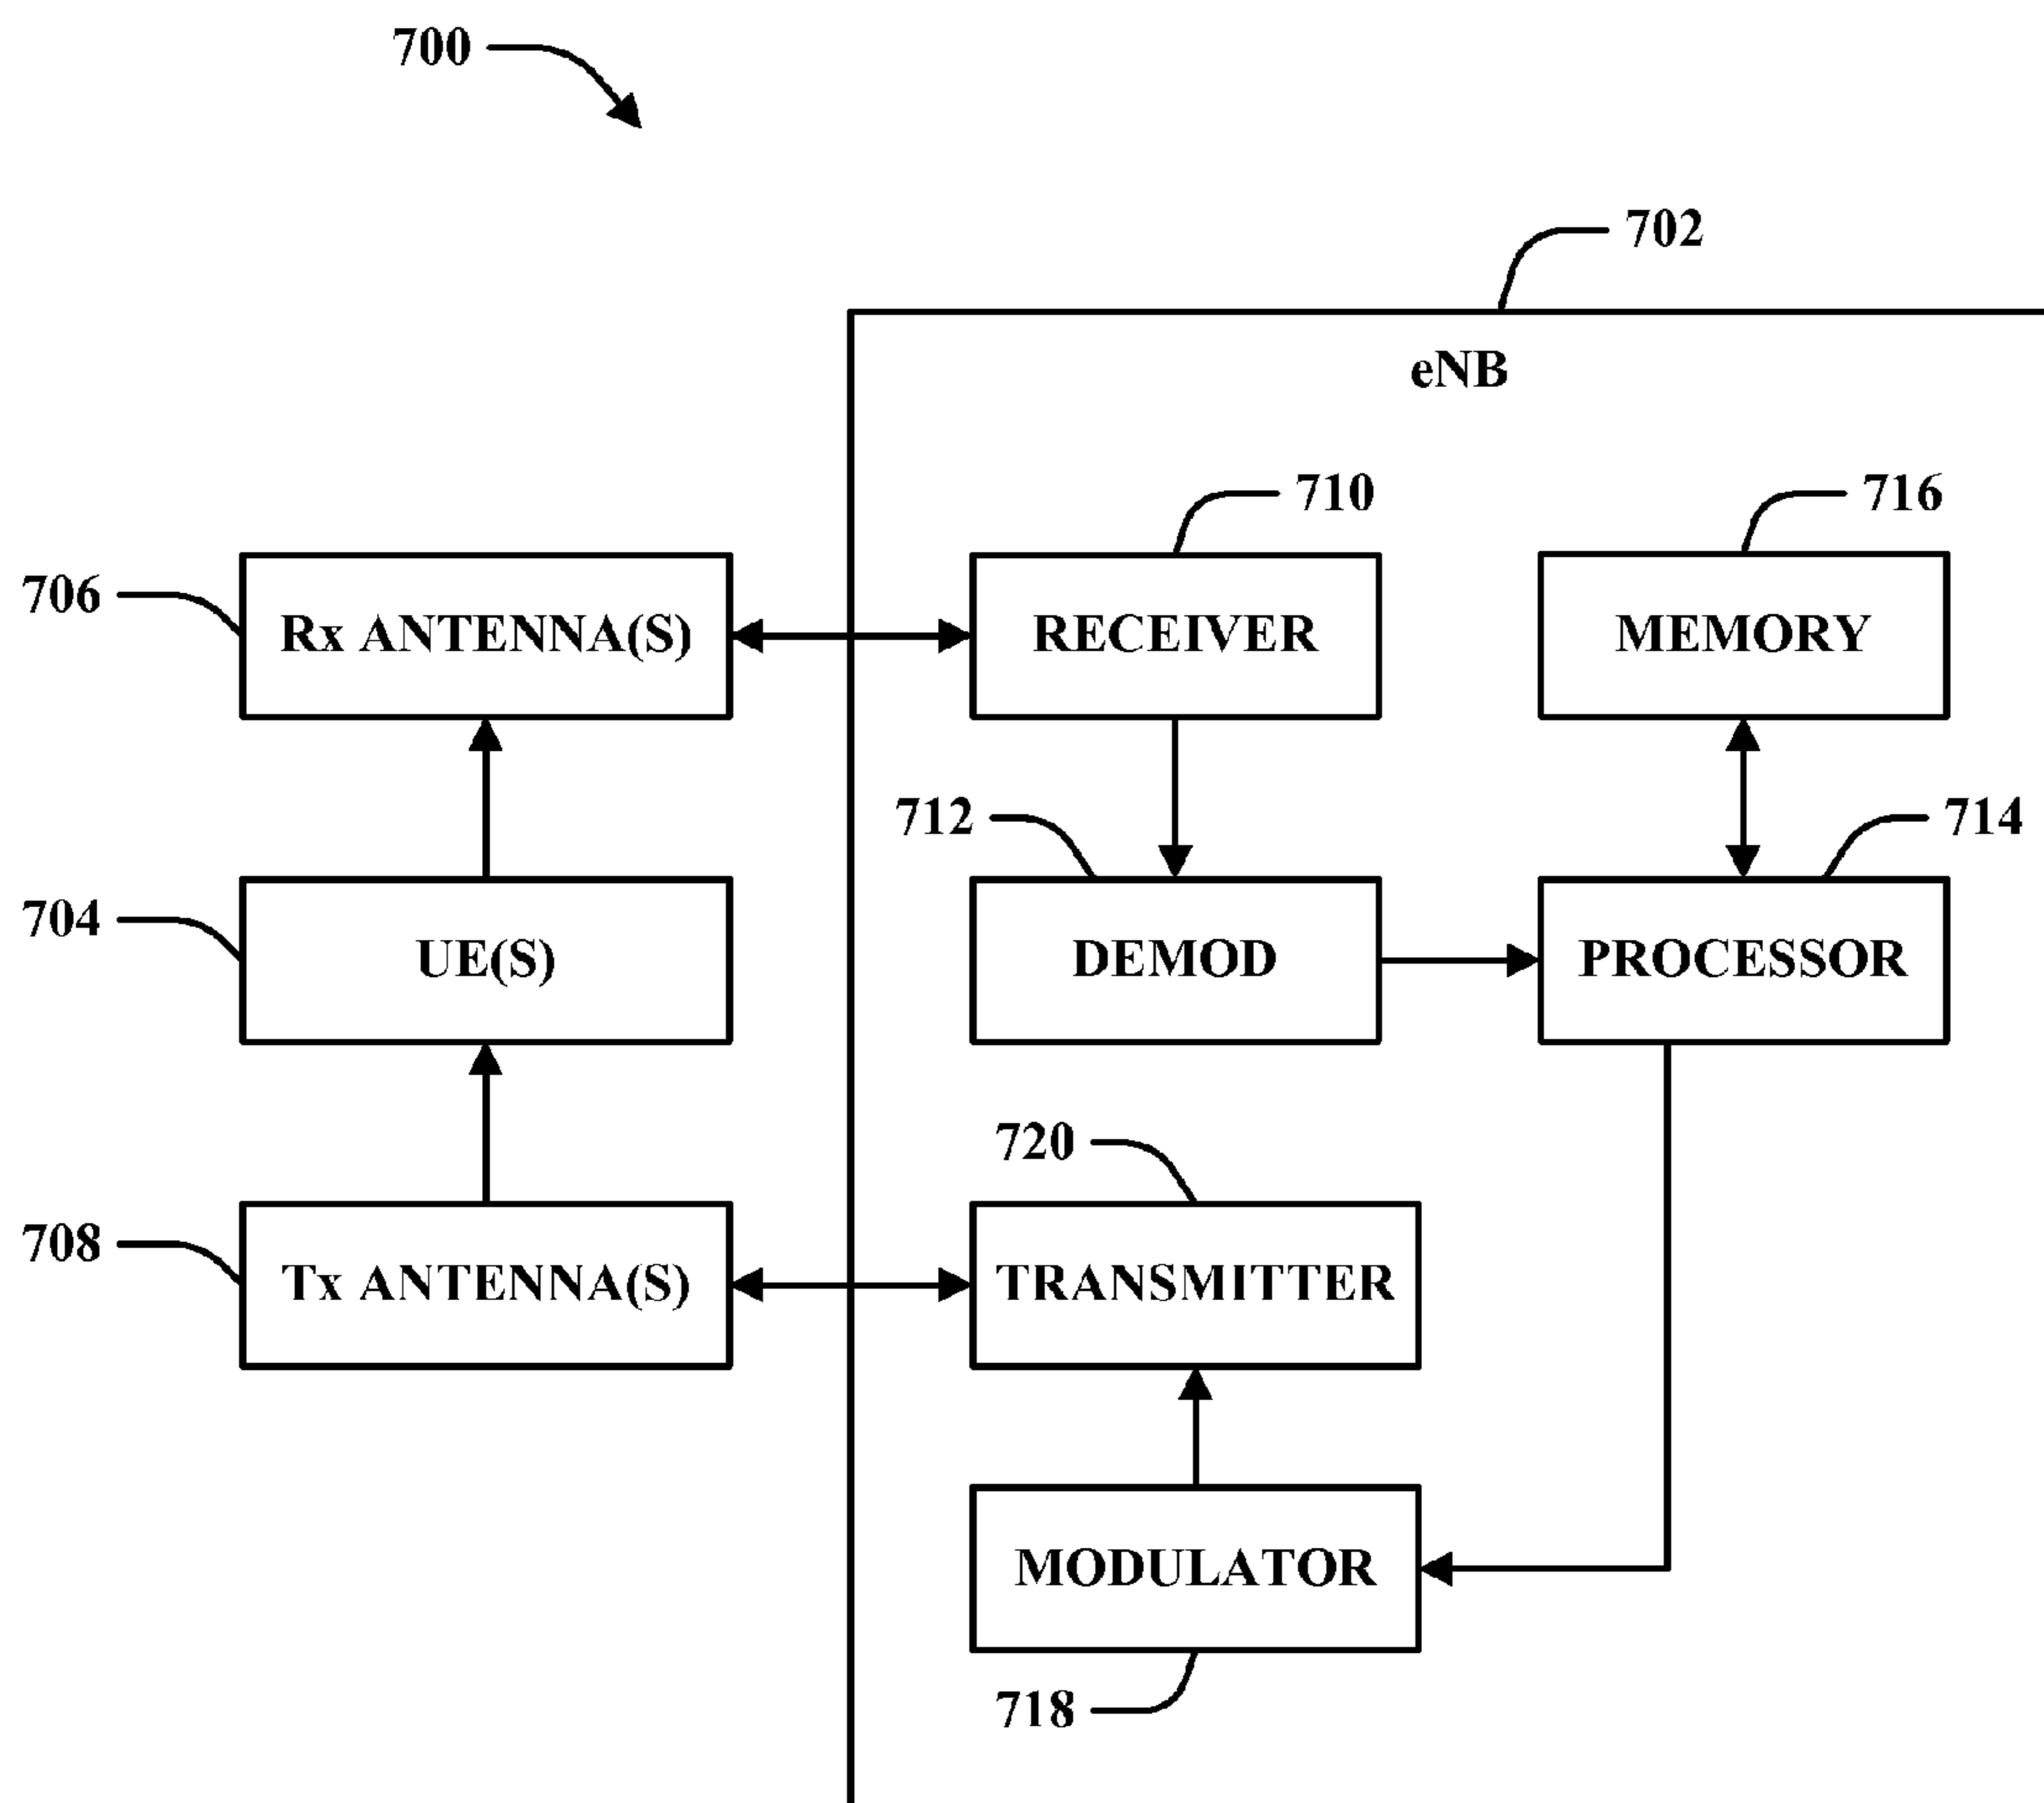 700
702
eNB
710
716
706
Rx ANTENNA(S)
RECEIVER
MEMORY
712
714
704
UE(S)
DEMOD
PROCESSOR
720
708
Tx ANTENNA(S)
TRANSMITTER
MODULATOR
718